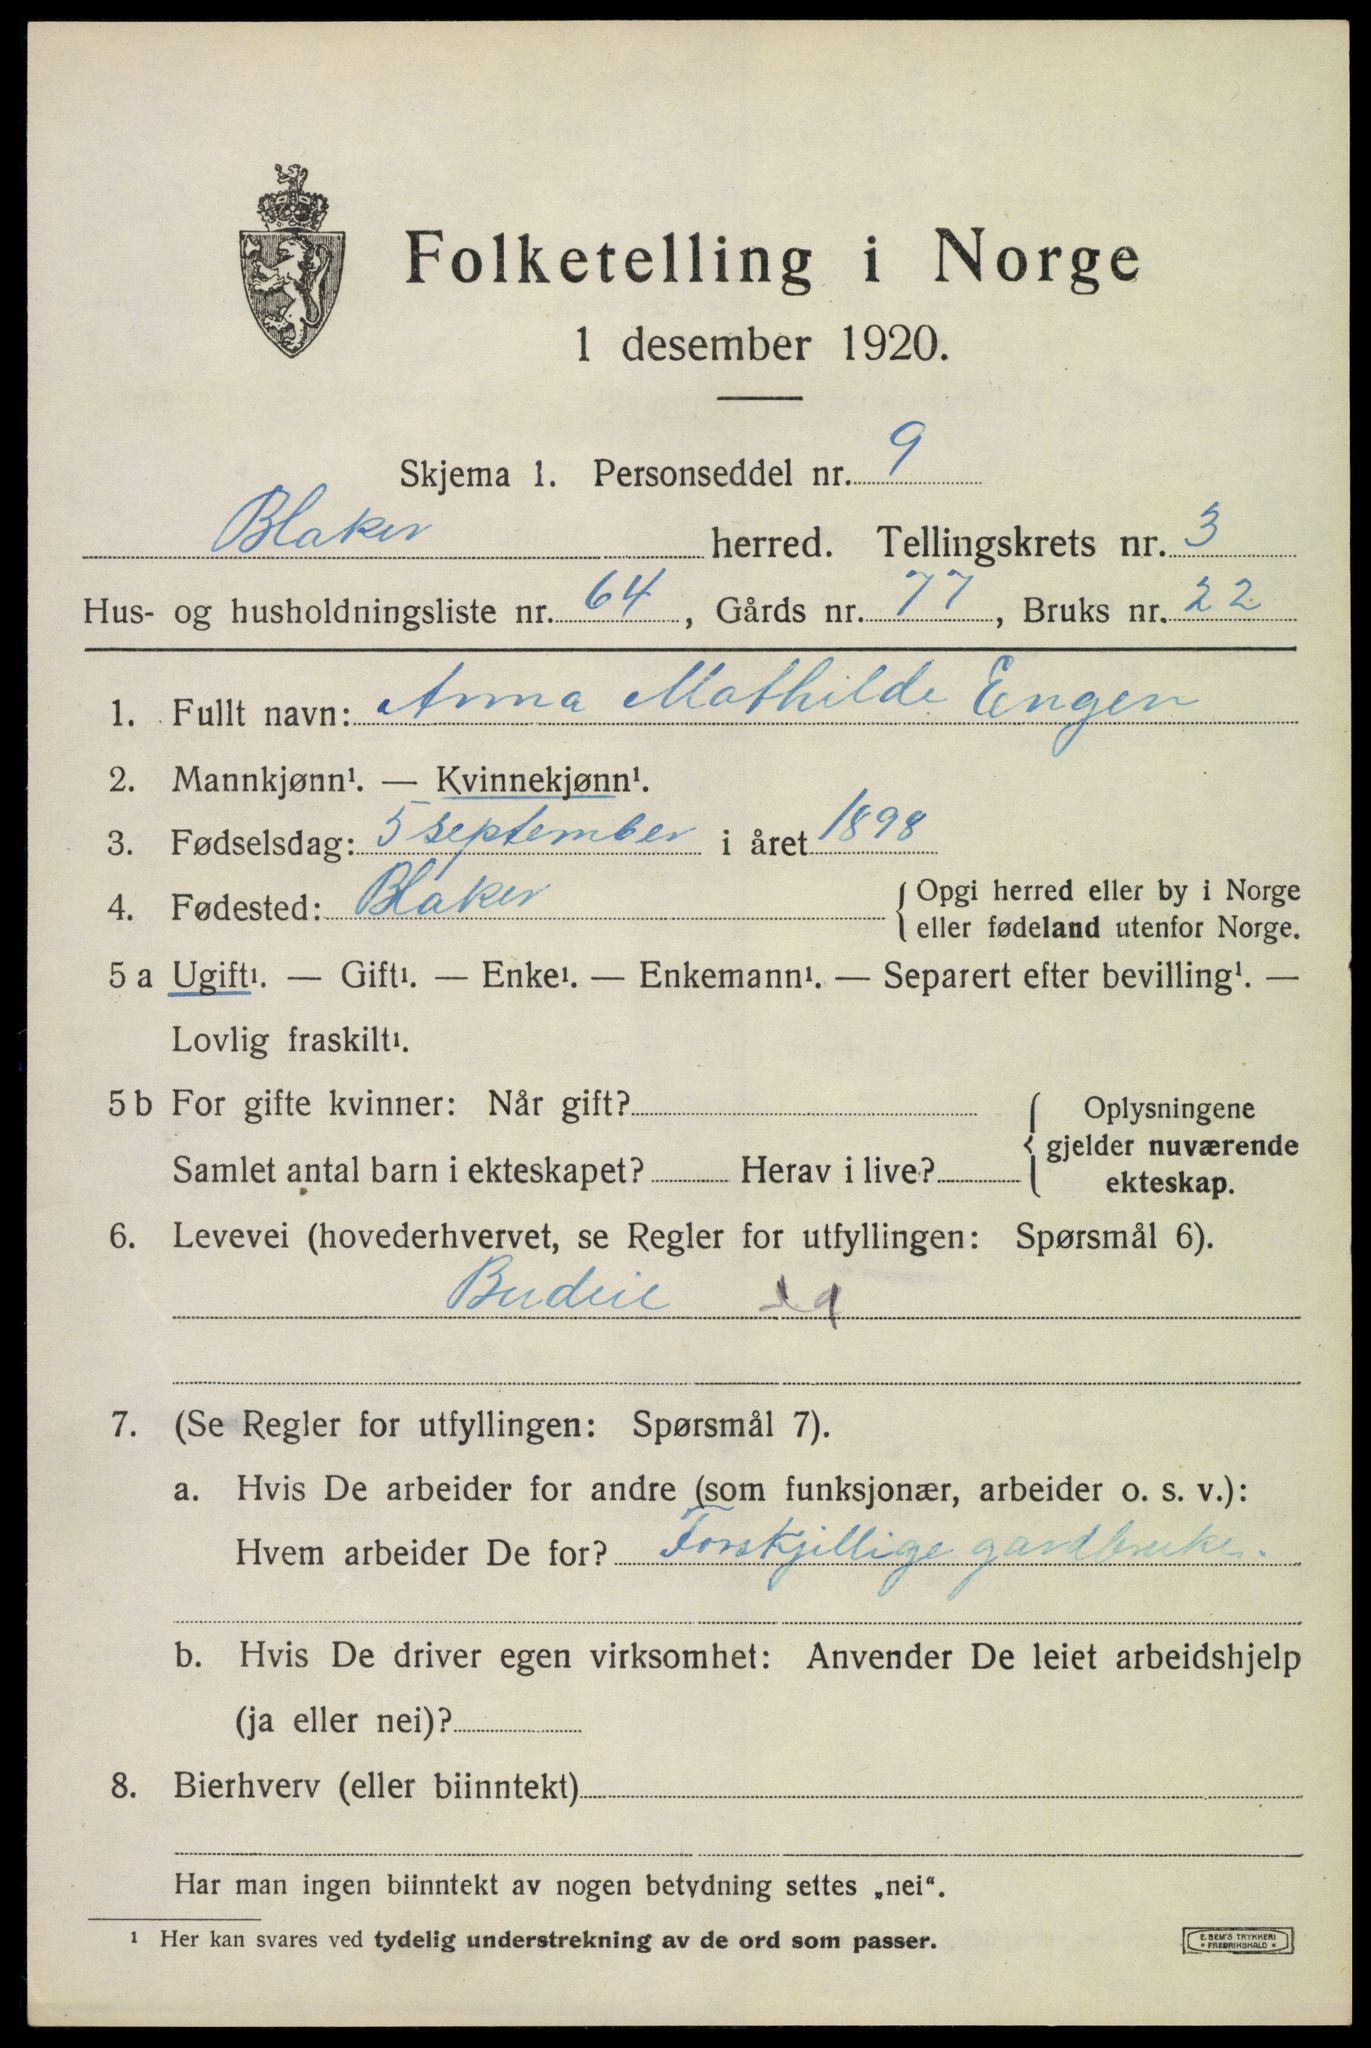 Folketelling i Norge
1 desember 1920.
Skjema 1. Personseddel nr. 9
Blaker herred. Tellingskrets nr. 3
Hus- og husholdningsliste nr. 64, Gårds nr. 77, Bruks nr. 22
1. Fullt navn: Anna Mathilde Engen
2. Mannkjønn¹. — Kvinnekjønn¹.
3. Fødselsdag: 5 september i året 1898
4. Fødested: Blaker { Opgi herred eller by i Norge
eller fødeland utenfor Norge.
5 a Ugift¹. — Gift¹. — Enke¹. — Enkemann¹. — Separert efter bevilling¹. —
Lovlig fraskilt¹.
5 b For gifte kvinner: Når gift?
Samlet antal barn i ekteskapet? Herav i live?
{ Oplysningene
gjelder nuværende
ekteskap.
6. Levevei (hovederhvervet, se Regler for utfyllingen: Spørsmål 6).
Budeie
7. (Se Regler for utfyllingen: Spørsmål 7).
a. Hvis De arbeider for andre (som funksjonær, arbeider o. s. v.):
Hvem arbeider De for? Forskjillige gardbruker.
b. Hvis De driver egen virksomhet: Anvender De leiet arbeidshjelp
(ja eller nei)?
8. Bierhverv (eller biinntekt)
Har man ingen biinntekt av nogen betydning settes „nei“.
¹ Her kan svares ved tydelig understrekning av de ord som passer.
E. SEM'S TRYKKERI
• FREDRIKSHALD •